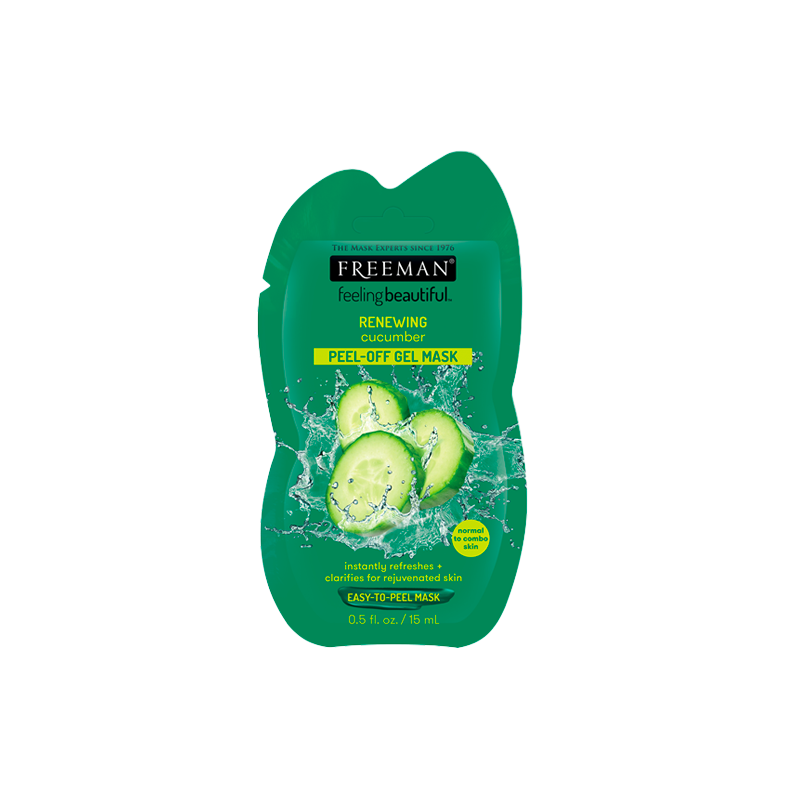 THE MASK EXPERTS SINCE 1976
FREEMAN®
feelingbeautiful™
RENEWING
cucumber
PEEL-OFF GEL MASK
normal
to combo
skin
instantly refreshes +
clarifies for rejuvenated skin
EASY-TO-PEEL MASK
0.5 fl. oz. / 15 mL